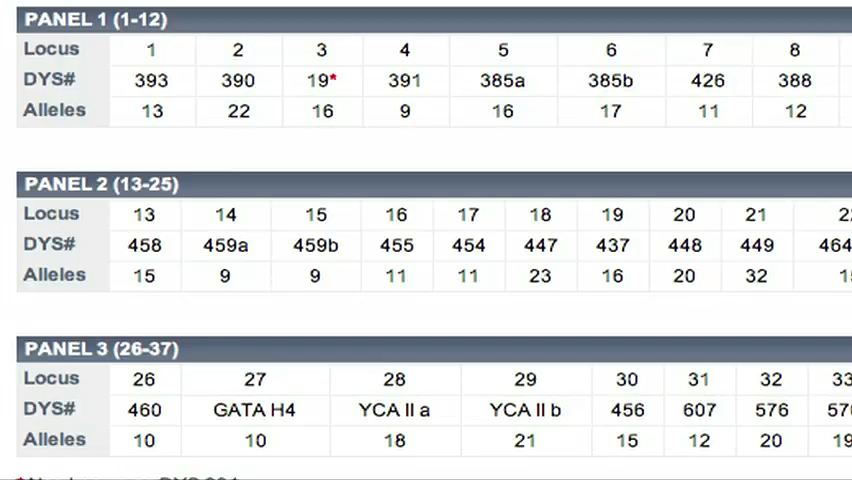 PANEL 1 (1-12)
Locus 1 2 3 4 5 6 7 8
DYS# 393 390 19* 391 385a 385b 426 388
Alleles 13 22 16 9 16 17 11 12
PANEL 2 (13-25)
Locus 13 14 15 16 17 18 19 20 21
DYS# 458 459a 459b 455 454 447 437 448 449 464
Alleles 15 9 9 11 11 23 16 20 32
PANEL 3 (26-37)
Locus 26 27 28 29 30 31 32 33
DYS# 460 GATA H4 YCA II a YCA II b 456 607 576
Alleles 10 10 18 21 15 12 20 19